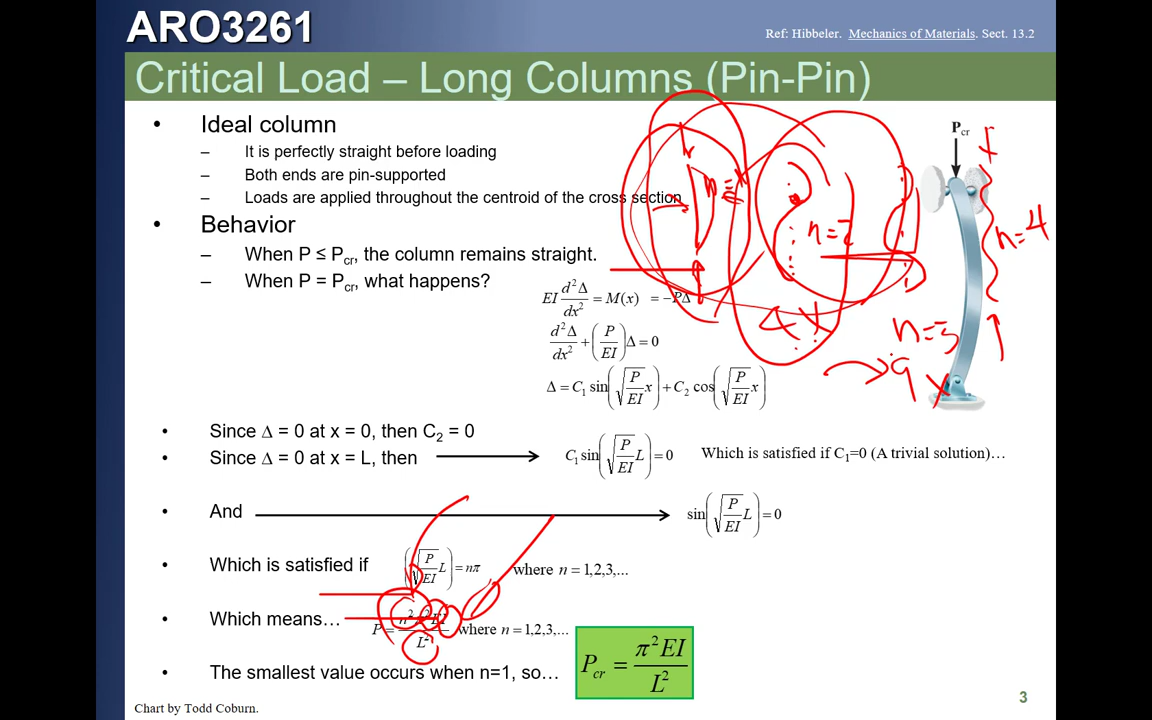 ARO3261
Ref: Hibbeler. Mechanics of Materials. Sect. 13.2
Critical Load – Long Columns (Pin-Pin)
• Ideal column
– It is perfectly straight before loading
– Both ends are pin-supported
– Loads are applied throughout the centroid of the cross section.
• Behavior
– When P ≤ Pcr, the column remains straight.
– When P = Pcr, what happens?
Pcr
n=2
n=4
n=3
4x
9x
EI d²Δ/dx² = M(x) = −PΔ
d²Δ/dx² + (P/EI)Δ = 0
Δ = C₁ sin(√(P/EI) x) + C₂ cos(√(P/EI) x)
• Since Δ = 0 at x = 0, then C₂ = 0
• Since Δ = 0 at x = L, then C₁ sin(√(P/EI) L) = 0 Which is satisfied if C₁=0 (A trivial solution)…
• And sin(√(P/EI) L) = 0
• Which is satisfied if (√(P/EI) L) = nπ where n = 1,2,3,...
• Which means… P = n²π²EI/L² where n = 1,2,3,...
• The smallest value occurs when n=1, so… Pcr = π²EI/L²
Chart by Todd Coburn.
3